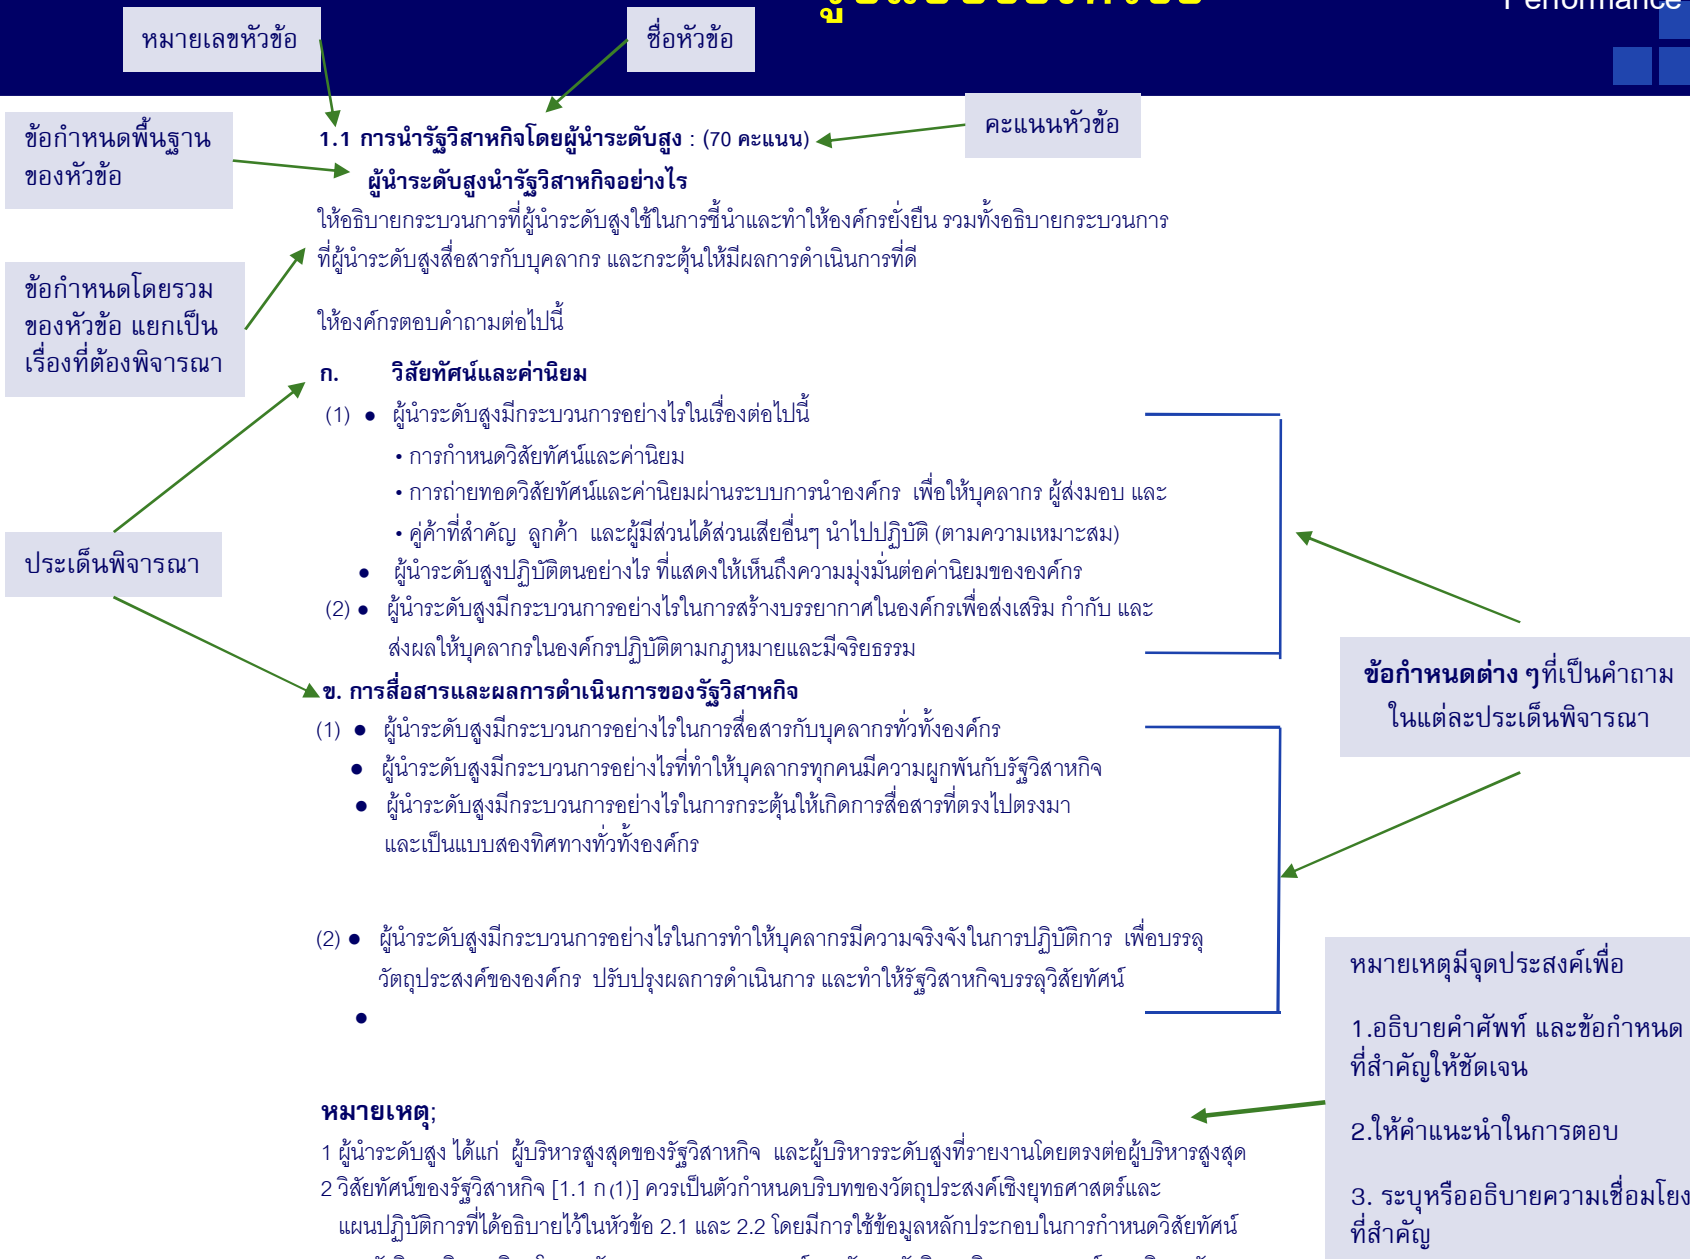 Performance
หมายเลขหัวข้อ
ชื่อหัวข้อ
คะแนนหัวข้อ
ข้อกำหนดพื้นฐาน
ของหัวข้อ
1.1 การนำรัฐวิสาหกิจโดยผู้นำระดับสูง : (70 คะแนน)
ผู้นำระดับสูงนำรัฐวิสาหกิจอย่างไร
ให้อธิบายกระบวนการที่ผู้นำระดับสูงใช้ในการชี้นำและทำให้องค์กรยั่งยืน รวมทั้งอธิบายกระบวนการ
ที่ผู้นำระดับสูงสื่อสารกับบุคลากร และกระตุ้นให้มีผลการดำเนินการที่ดี
ข้อกำหนดโดยรวม
ของหัวข้อ แยกเป็น
เรื่องที่ต้องพิจารณา
ให้องค์กรตอบคำถามต่อไปนี้
ก. วิสัยทัศน์และค่านิยม
(1) ● ผู้นำระดับสูงมีกระบวนการอย่างไรในเรื่องต่อไปนี้
• การกำหนดวิสัยทัศน์และค่านิยม
• การถ่ายทอดวิสัยทัศน์และค่านิยมผ่านระบบการนำองค์กร เพื่อให้บุคลากร ผู้ส่งมอบ และ
• คู่ค้าที่สำคัญ ลูกค้า และผู้มีส่วนได้ส่วนเสียอื่นๆ นำไปปฏิบัติ (ตามความเหมาะสม)
ประเด็นพิจารณา
● ผู้นำระดับสูงปฏิบัติตนอย่างไร ที่แสดงให้เห็นถึงความมุ่งมั่นต่อค่านิยมขององค์กร
(2) ● ผู้นำระดับสูงมีกระบวนการอย่างไรในการสร้างบรรยากาศในองค์กรเพื่อส่งเสริม กำกับ และ
ส่งผลให้บุคลากรในองค์กรปฏิบัติตามกฎหมายและมีจริยธรรม
ข้อกำหนดต่าง ๆที่เป็นคำถาม
ในแต่ละประเด็นพิจารณา
ข. การสื่อสารและผลการดำเนินการของรัฐวิสาหกิจ
(1) ● ผู้นำระดับสูงมีกระบวนการอย่างไรในการสื่อสารกับบุคลากรทั่วทั้งองค์กร
● ผู้นำระดับสูงมีกระบวนการอย่างไรที่ทำให้บุคลากรทุกคนมีความผูกพันกับรัฐวิสาหกิจ
● ผู้นำระดับสูงมีกระบวนการอย่างไรในการกระตุ้นให้เกิดการสื่อสารที่ตรงไปตรงมา
และเป็นแบบสองทิศทางทั่วทั้งองค์กร
(2) ● ผู้นำระดับสูงมีกระบวนการอย่างไรในการทำให้บุคลากรมีความจริงจังในการปฏิบัติการ เพื่อบรรลุ
วัตถุประสงค์ขององค์กร ปรับปรุงผลการดำเนินการ และทำให้รัฐวิสาหกิจบรรลุวิสัยทัศน์
●
หมายเหตุมีจุดประสงค์เพื่อ
1.อธิบายคำศัพท์ และข้อกำหนด
ที่สำคัญให้ชัดเจน
2.ให้คำแนะนำในการตอบ
3. ระบุหรืออธิบายความเชื่อมโยง
ที่สำคัญ
หมายเหตุ;
1 ผู้นำระดับสูง ได้แก่ ผู้บริหารสูงสุดของรัฐวิสาหกิจ และผู้บริหารระดับสูงที่รายงานโดยตรงต่อผู้บริหารสูงสุด
2 วิสัยทัศน์ของรัฐวิสาหกิจ [1.1 ก (1)] ควรเป็นตัวกำหนดบริบทของวัตถุประสงค์เชิงยุทธศาสตร์และ
แผนปฏิบัติการที่ได้อธิบายไว้ในหัวข้อ 2.1 และ 2.2 โดยมีการใช้ข้อมูลหลักประกอบในการกำหนดวิสัยทัศน์